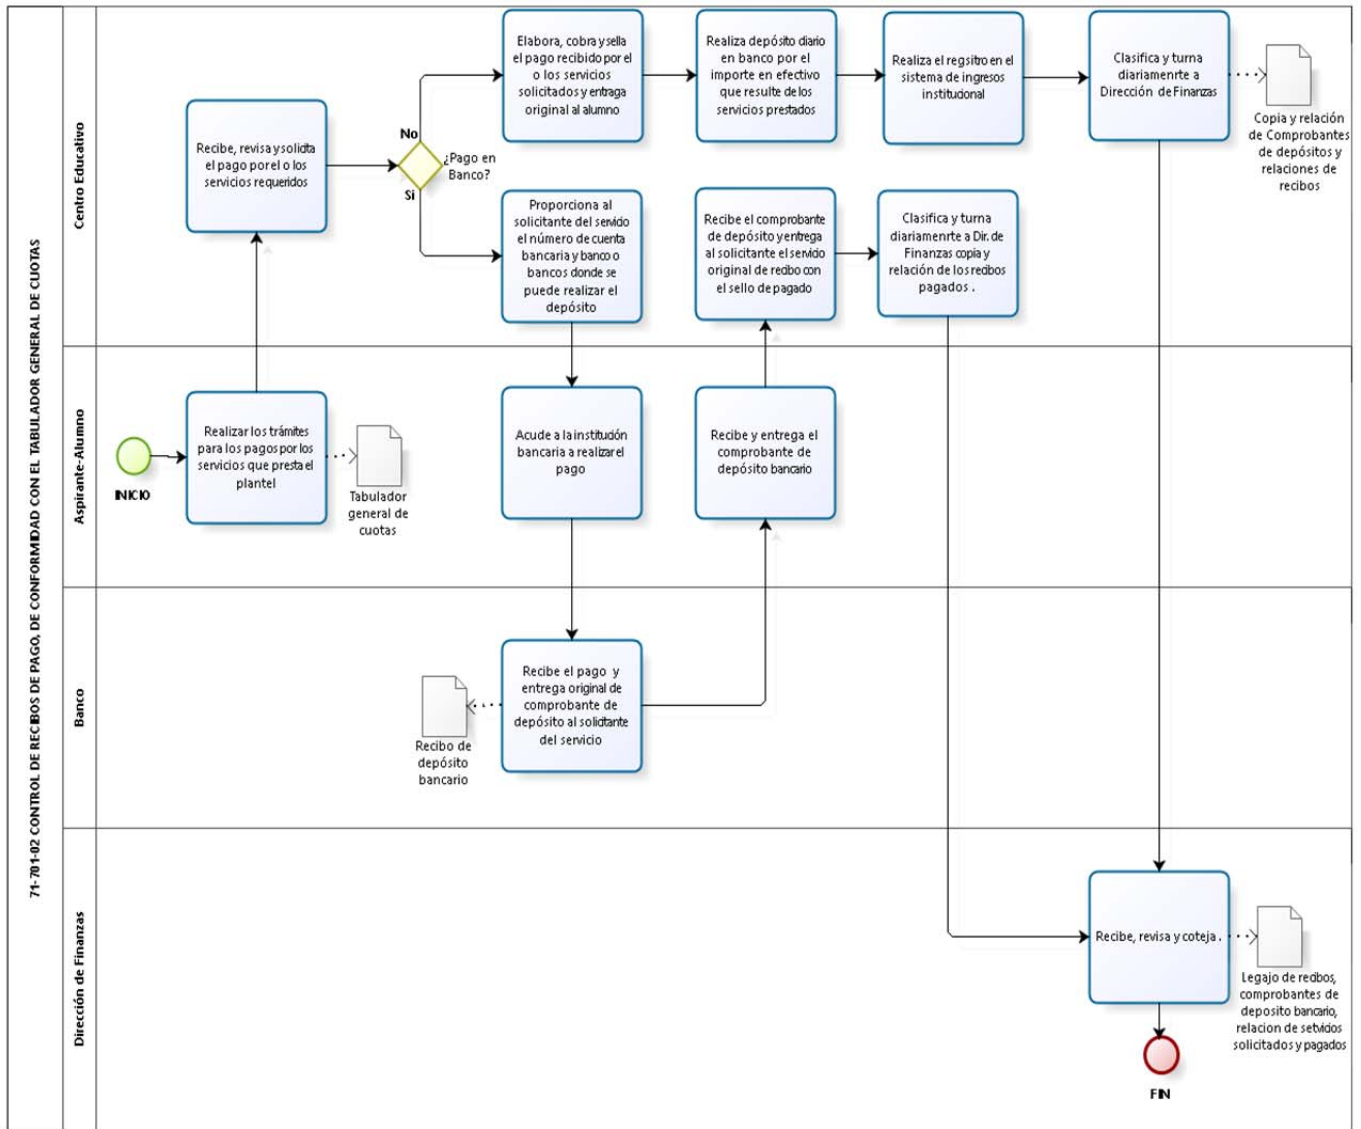 71-701-02 CONTROL DE RECIBOS DE PAGO, DE CONFORMIDAD CON EL TABULADOR GENERAL DE CUOTAS
Centro Educativo
Recibe, revisa y solicita
el pago por el o los
servicios requeridos
No
¿Pago en
Banco?
Si
Elabora, cobra y sella
el pago recibido por el
o los servicios
solicitados y entraga
original al alumno
Realiza depósito diario
en banco por el
importe en efectivo
que resulte de los
servicios prestados
Realiza el regsitro en el
sistema de ingresos
institucional
Clasifica y turna
diariamenrte a
Dirección de Finanzas
Copia y relación
de Comprobantes
de depósitos y
relaciones de
recibos
Proporciona al
solicitante del servicio
el número de cuenta
bancaria y banco o
bancos donde se
puede realizar el
depósito
Recibe el comprobante
de depósito y entrega
al solicitante el servicio
original de recibo con
el sello de pagado
Clasifica y turna
diariamenrte a Dir. de
Finanzas copia y
relación de los recibos
pagados .
Aspirante-Alumno
INICIO
Realizar los trámites
para los pagos por los
servicios que presta el
plantel
Tabulador
general de
cuotas
Acude a la institución
bancaria a realizar el
pago
Recibe y entrega el
comprobante de
depósito bancario
Banco
Recibo de
depósito
bancario
Recibe el pago y
entrega original de
comprobante de
depósito al solicitante
del servicio
Dirección de Finanzas
Recibe, revisa y coteja .
Legajo de recibos,
comprobantes de
deposito bancario,
relacion de setvicios
solicitados y pagados
FIN